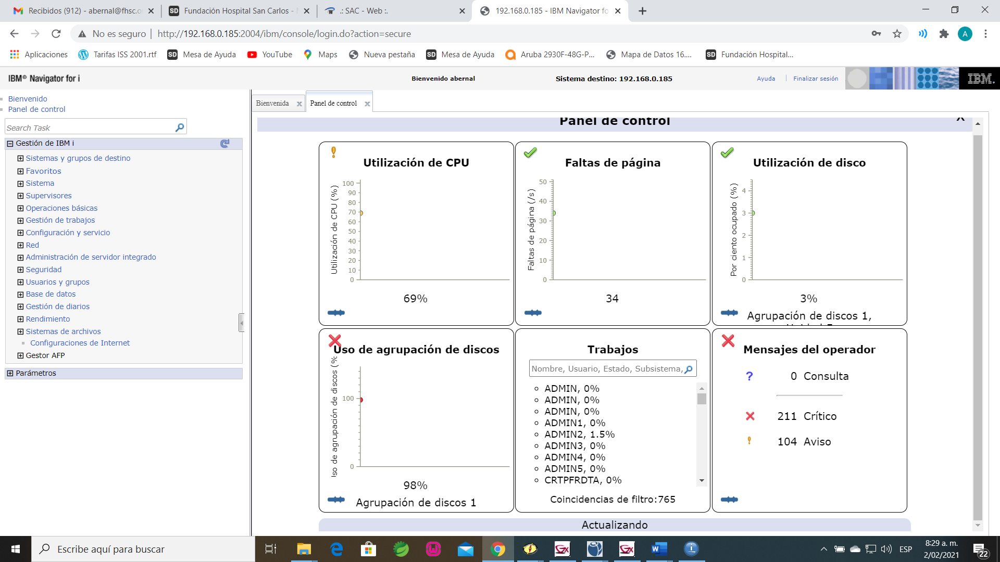 Recibidos (912) - abernal@fhsc.o
Fundación Hospital San Carlos -
.: SAC - Web :.
192.168.0.185 - IBM Navigator fo
No es seguro
http://192.168.0.185:2004/ibm/console/login.do?action=secure
A
Aplicaciones
Tarifas ISS 2001.rtf
SD Mesa de Ayuda
YouTube
Maps
Nueva pestaña
SD Mesa de Ayuda
Aruba 2930F-48G-P...
Mapa de Datos 16....
SD Fundación Hospital...
IBM® Navigator for i
Bienvenido abernal
Sistema destino: 192.168.0.185
Ayuda
Finalizar sesión
IBM.
Bienvenido
Panel de control
Search Task
Gestión de IBM i
Sistemas y grupos de destino
Favoritos
Sistema
Supervisores
Operaciones básicas
Gestión de trabajos
Configuración y servicio
Red
Administración de servidor integrado
Seguridad
Usuarios y grupos
Base de datos
Gestión de diarios
Rendimiento
Sistemas de archivos
Configuraciones de Internet
Gestor AFP
Parámetros
Bienvenida
Panel de control
Panel de control
Utilización de CPU
Utilización de CPU (%)
100
90
80
70
60
50
40
30
20
10
0
69%
Faltas de página
Faltas de página (/s)
50
40
30
20
10
0
34
Utilización de disco
Por ciento ocupado (%)
4
3
2
1
0
3%
Agrupación de discos 1,
Uso de agrupación de discos
Iso de agrupación de discos (%
100
0
98%
Agrupación de discos 1
Trabajos
Nombre, Usuario, Estado, Subsistema,
ADMIN, 0%
ADMIN, 0%
ADMIN, 0%
ADMIN1, 0%
ADMIN2, 1.5%
ADMIN3, 0%
ADMIN4, 0%
ADMIN5, 0%
CRTPFRDTA, 0%
Coincidencias de filtro:765
Mensajes del operador
? 0 Consulta
211 Crítico
104 Aviso
Actualizando
Escribe aquí para buscar
ESP
8:29 a. m.
2/02/2021
22